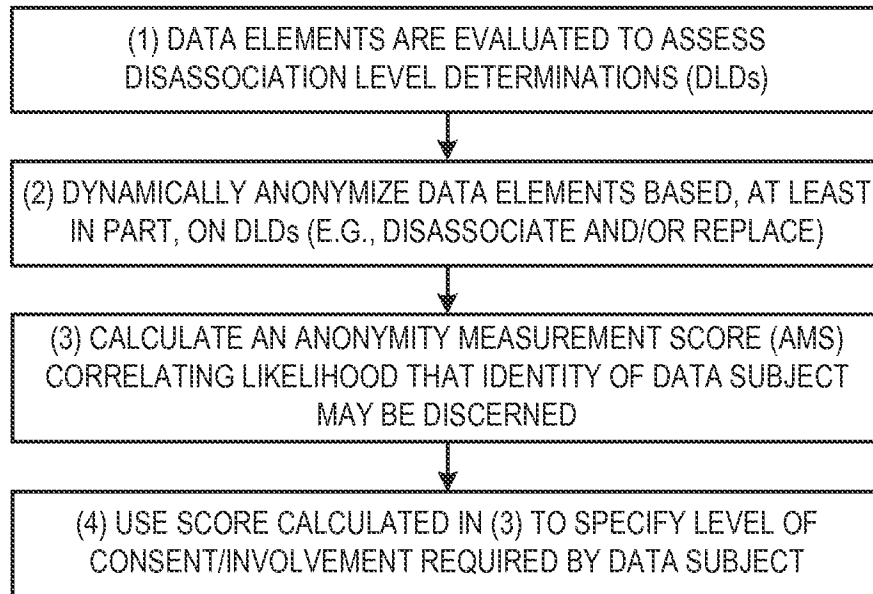 (1) DATA ELEMENTS ARE EVALUATED TO ASSESS
DISASSOCIATION LEVEL DETERMINATIONS (DLDs)
(2) DYNAMICALLY ANONYMIZE DATA ELEMENTS BASED, AT LEAST
IN PART, ON DLDs (E.G., DISASSOCIATE AND/OR REPLACE)
(3) CALCULATE AN ANONYMITY MEASUREMENT SCORE (AMS)
CORRELATING LIKELIHOOD THAT IDENTITY OF DATA SUBJECT
MAY BE DISCERNED
(4) USE SCORE CALCULATED IN (3) TO SPECIFY LEVEL OF
CONSENT/INVOLVEMENT REQUIRED BY DATA SUBJECT